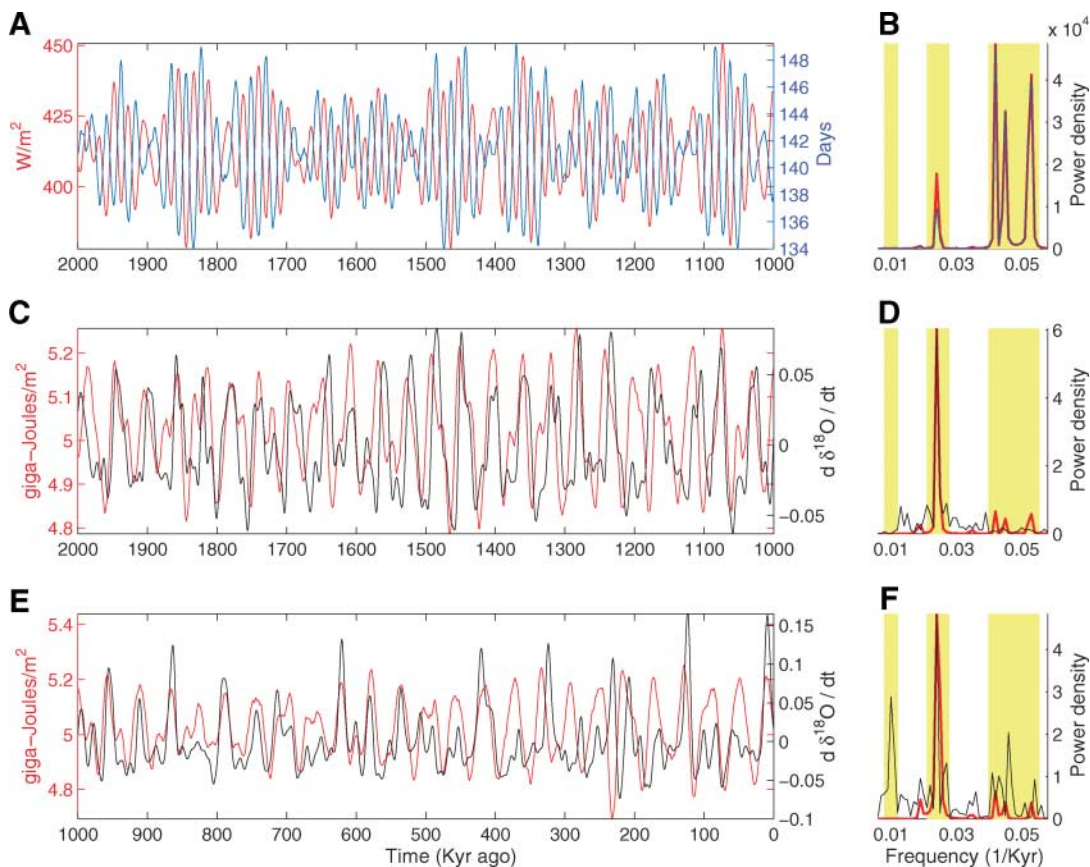 A
B
x 10⁴
450
425
400
W/m²
148
146
144
142
140
138
136
134
Days
2000 1900 1800 1700 1600 1500 1400 1300 1200 1100 1000
4
3
2
1
0
Power density
0.01 0.03 0.05
C
D
5.2
5.1
5
4.9
4.8
giga-Joules/m²
0.05
0
−0.05
d δ¹⁸O / dt
2000 1900 1800 1700 1600 1500 1400 1300 1200 1100 1000
6
4
2
0
Power density
0.01 0.03 0.05
E
F
5.4
5.2
5
4.8
giga-Joules/m²
0.15
0.1
0.05
0
−0.05
−0.1
d δ¹⁸O / dt
1000 900 800 700 600 500 400 300 200 100 0
Time (Kyr ago)
4
3
2
1
0
Power density
0.01 0.03 0.05
Frequency (1/Kyr)